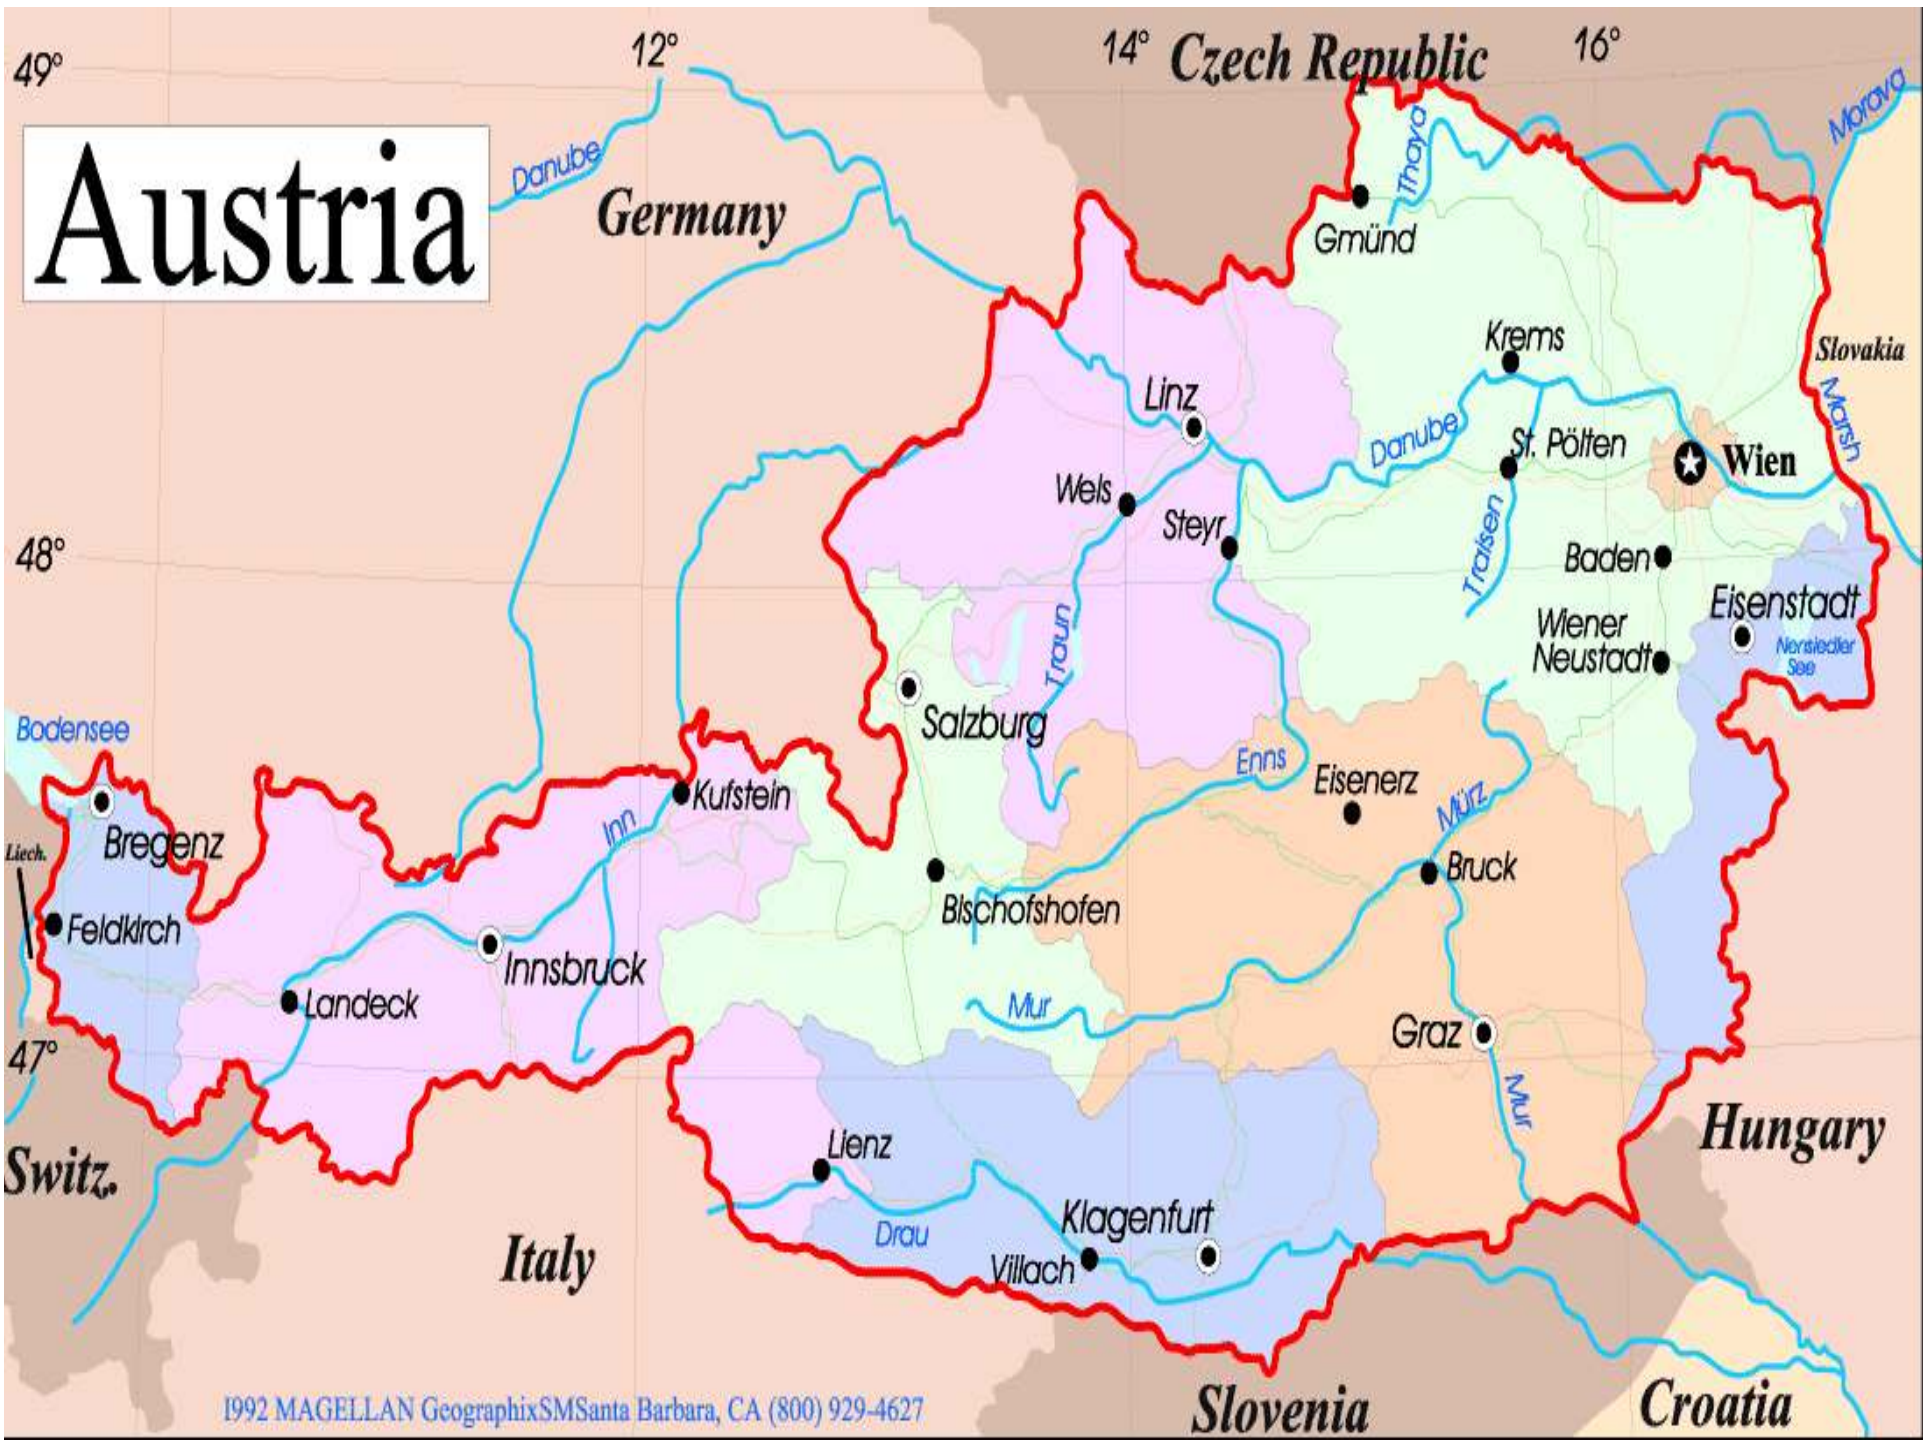 12°
14°
Czech Republic
16°
49°
Morava
Austria
Danube
Thaya
Germany
Gmünd
Krems
Slovakia
Linz
Danube
St. Pölten
Marsh
Wien
Wels
Steyr
Traisen
48°
Baden
Eisenstadt
Wiener
Neustadt
Nensiedler
See
Traun
Salzburg
Bodensee
Enns
Eisenerz
Kufstein
Mürz
Inn
Bregenz
Liech.
Bruck
Bischofshofen
Feldkirch
Innsbruck
Landeck
Mur
Graz
47°
Mur
Hungary
Switz.
Lienz
Klagenfurt
Drau
Italy
Villach
1992 MAGELLAN GeographixSMSanta Barbara, CA (800) 929-4627
Slovenia
Croatia